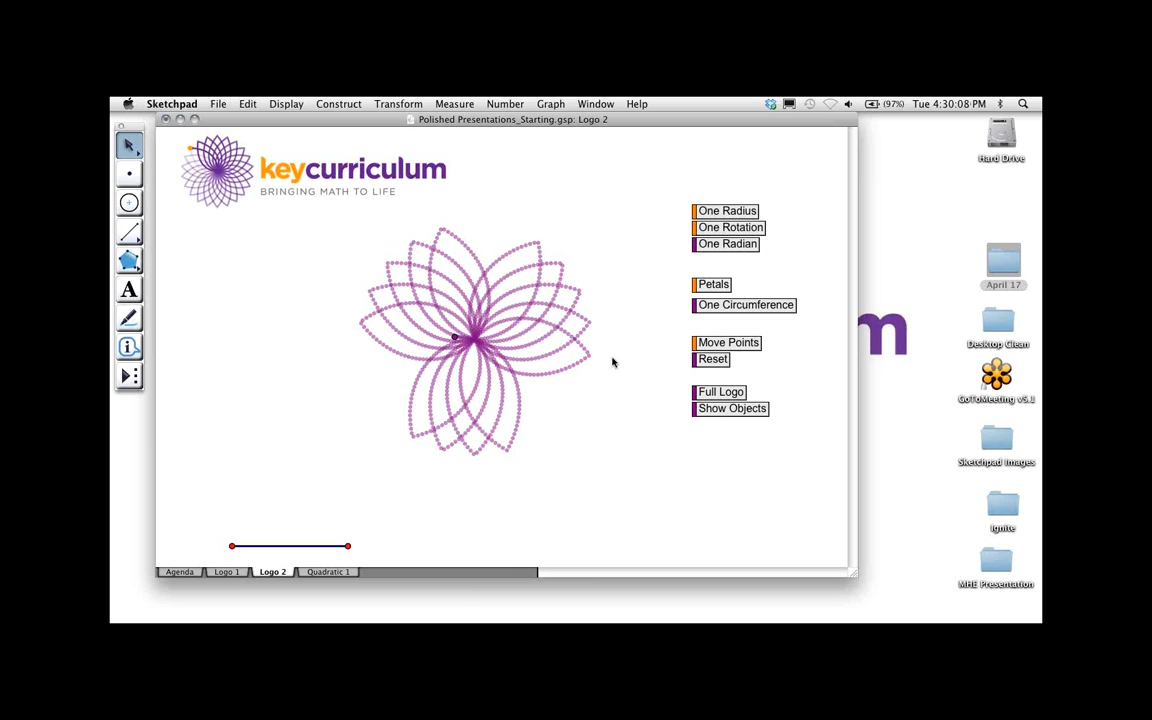 Sketchpad File Edit Display Construct Transform Measure Number Graph Window Help (97%) Tue 4:30:08 PM
Polished Presentations_Starting.gsp: Logo 2
keycurriculum
BRINGING MATH TO LIFE
One Radius
One Rotation
One Radian
Petals
One Circumference
Move Points
Reset
Full Logo
Show Objects
A
i
m
Agenda Logo 1 Logo 2 Quadratic 1
Hard Drive
April 17
Desktop Clean
GoToMeeting v5.1
Sketchpad Images
Ignite
MHE Presentation